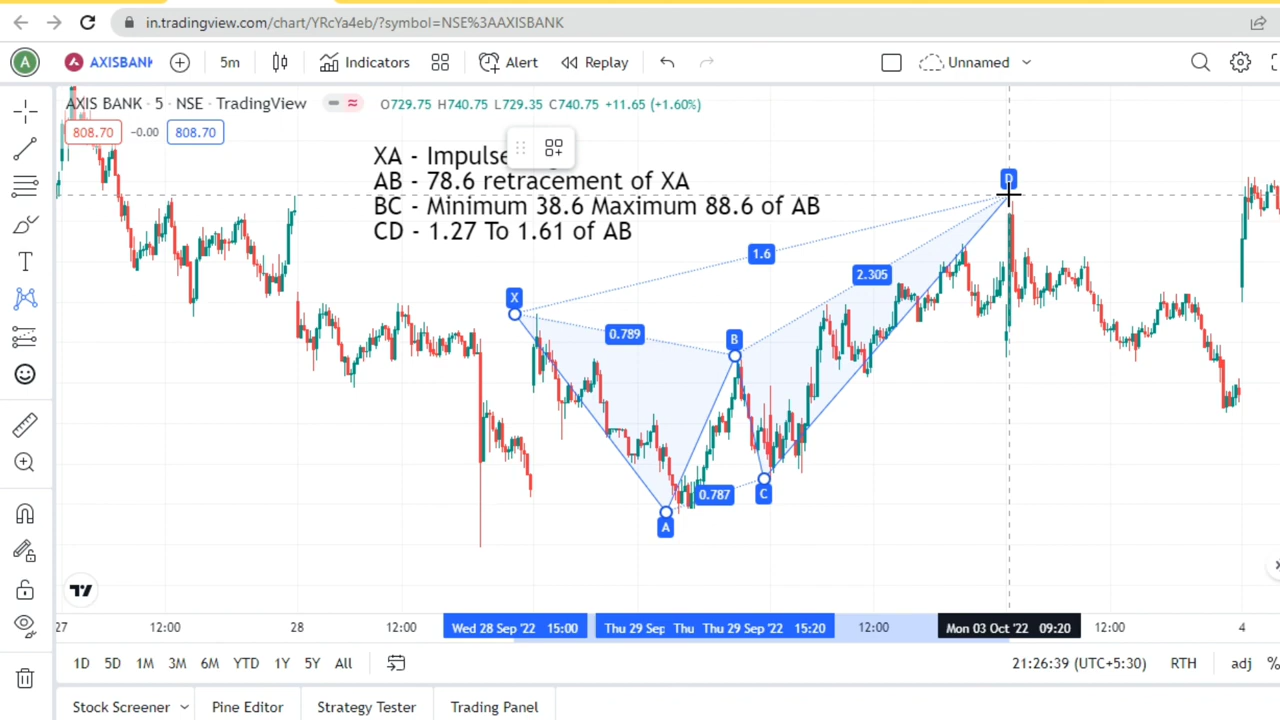 in.tradingview.com/chart/YRcYa4eb/?symbol=NSE%3AAXISBANK
A AXISBANK 5m Indicators Alert Replay Unnamed
AXIS BANK · 5 · NSE · TradingView O729.75 H740.75 L729.35 C740.75 +11.65 (+1.60%)
808.70 -0.00 808.70
XA - Impulse
AB - 78.6 retracement of XA
BC - Minimum 38.6 Maximum 88.6 of AB
CD - 1.27 To 1.61 of AB
D
1.6
2.305
X
0.789
B
0.787
C
A
27 12:00 28 12:00 Wed 28 Sep '22 15:00 Thu 29 Sep Thu Thu 29 Sep '22 15:20 12:00 Mon 03 Oct '22 09:20 12:00 4
1D 5D 1M 3M 6M YTD 1Y 5Y All 21:26:39 (UTC+5:30) RTH adj %
Stock Screener Pine Editor Strategy Tester Trading Panel